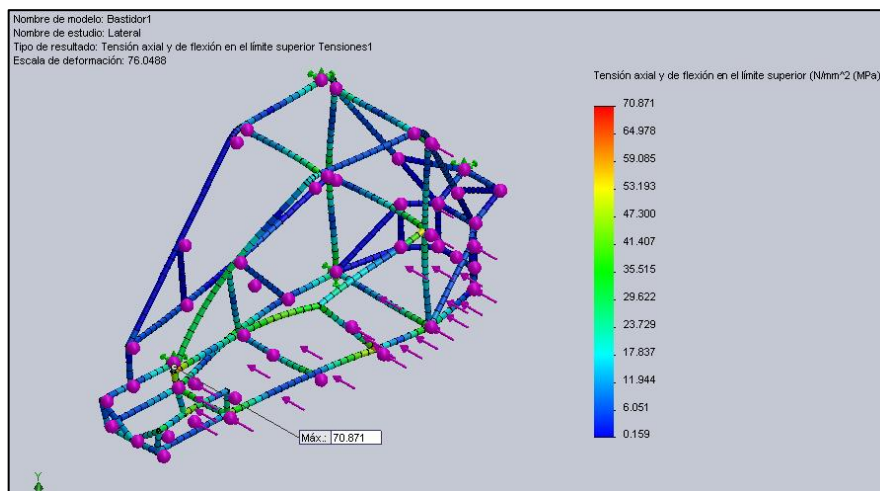 Nombre de modelo: Bastidor1
Nombre de estudio: Lateral
Tipo de resultado: Tensión axial y de flexión en el límite superior Tensiones1
Escala de deformación: 76.0488
Tensión axial y de flexión en el límite superior (N/mm^2 (MPa)
70.871
64.978
59.085
53.193
47.300
41.407
35.515
29.622
23.729
17.837
11.944
6.051
0.159
Máx.: 70.871
Y